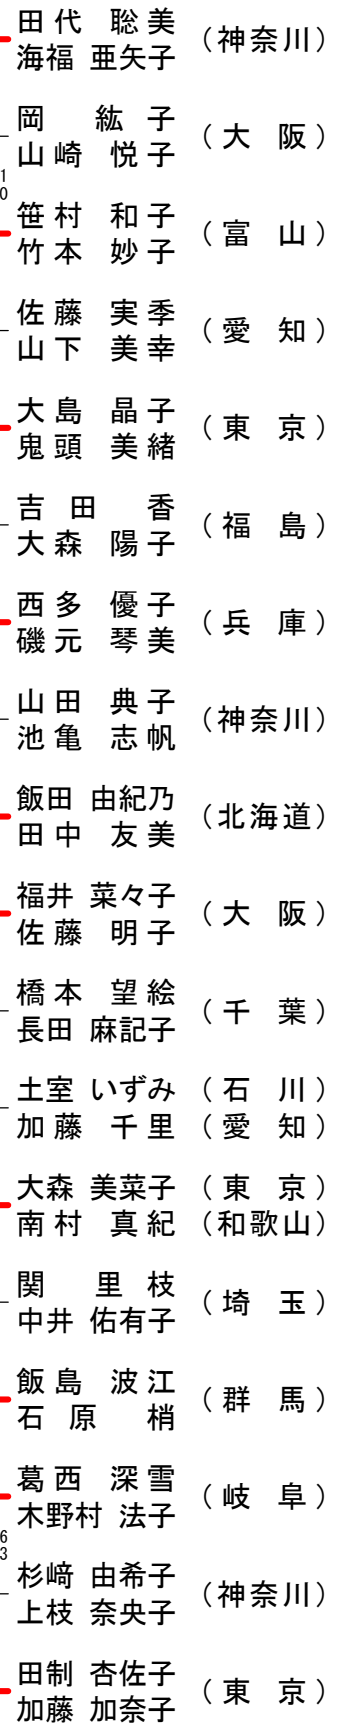 田代 聡美
海福 亜矢子
（神奈川）
岡 紘子
山崎 悦子
（大阪）
10
笹村 和子
竹本 妙子
（富山）
佐藤 実季
山下 美幸
（愛知）
大島 晶子
鬼頭 美緒
（東京）
吉田 香
大森 陽子
（福島）
西多 優子
磯元 琴美
（兵庫）
山田 典子
池亀 志帆
（神奈川）
飯田 由紀乃
田中 友美
（北海道）
福井 菜々子
佐藤 明子
（大阪）
橋本 望絵
長田 麻記子
（千葉）
土室 いずみ （石川）
加藤 千里 （愛知）
大森 美菜子 （東京）
南村 真紀 （和歌山）
関 里枝
中井 佑有子
（埼玉）
飯島 波江
石原 梢
（群馬）
葛西 深雪
木野村 法子
（岐阜）
63
杉﨑 由希子
上枝 奈央子
（神奈川）
田制 杏佐子
加藤 加奈子
（東京）